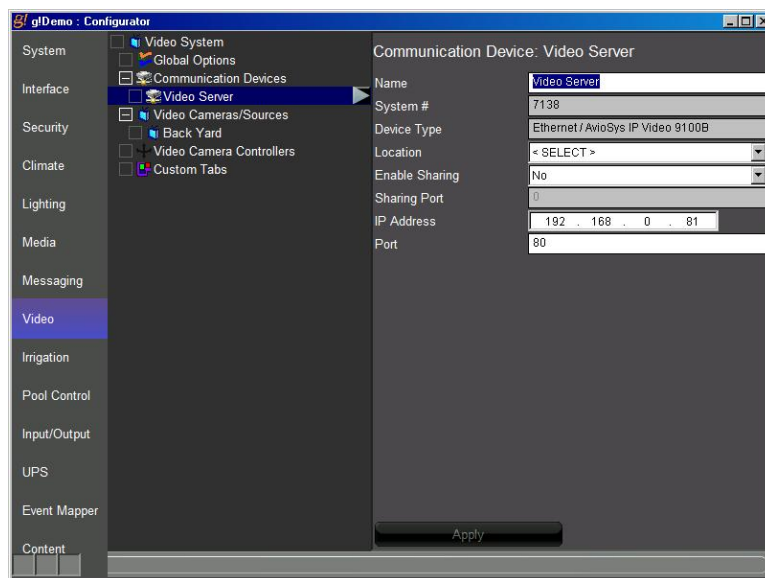 g! g!Demo : Configurator
System
Interface
Security
Climate
Lighting
Media
Messaging
Video
Irrigation
Pool Control
Input/Output
UPS
Event Mapper
Content
Video System
Global Options
Communication Devices
Video Server
Video Cameras/Sources
Back Yard
Video Camera Controllers
Custom Tabs
Communication Device: Video Server
Name Video Server
System # 7138
Device Type Ethernet / AvioSys IP Video 9100B
Location < SELECT >
Enable Sharing No
Sharing Port 0
IP Address 192 . 168 . 0 . 81
Port 80
Apply